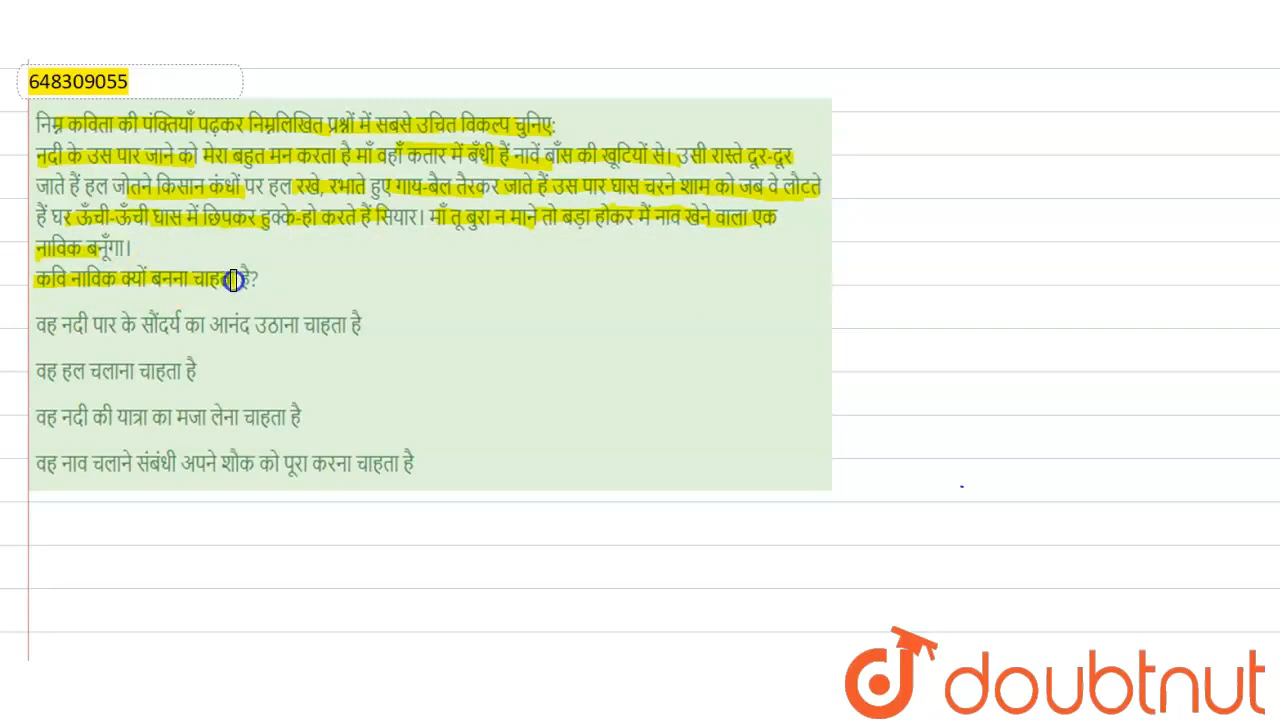 648309055
निम्न कविता की पंक्तियाँ पढ़कर निम्नलिखित प्रश्नों में सबसे उचित विकल्प चुनिए:
नदी के उस पार जाने को मेरा बहुत मन करता है माँ वहाँ कतार में बँधी हैं नावें बाँस की खूटियों से। उसी रास्ते दूर-दूर
जाते हैं हल जोतने किसान कंधों पर हल रखे, रभाते हुए गाय-बैल तैरकर जाते हैं उस पार घास चरने शाम को जब वे लौटते
हैं घर ऊँची-ऊँची घास में छिपकर हुक्के-हो करते हैं सियार। माँ तू बुरा न माने तो बड़ा होकर मैं नाव खेने वाला एक
नाविक बनूँगा।
कवि नाविक क्यों बनना चाहता है?
वह नदी पार के सौंदर्य का आनंद उठाना चाहता है
वह हल चलाना चाहता है
वह नदी की यात्रा का मजा लेना चाहता है
वह नाव चलाने संबंधी अपने शौक को पूरा करना चाहता है
doubtnut